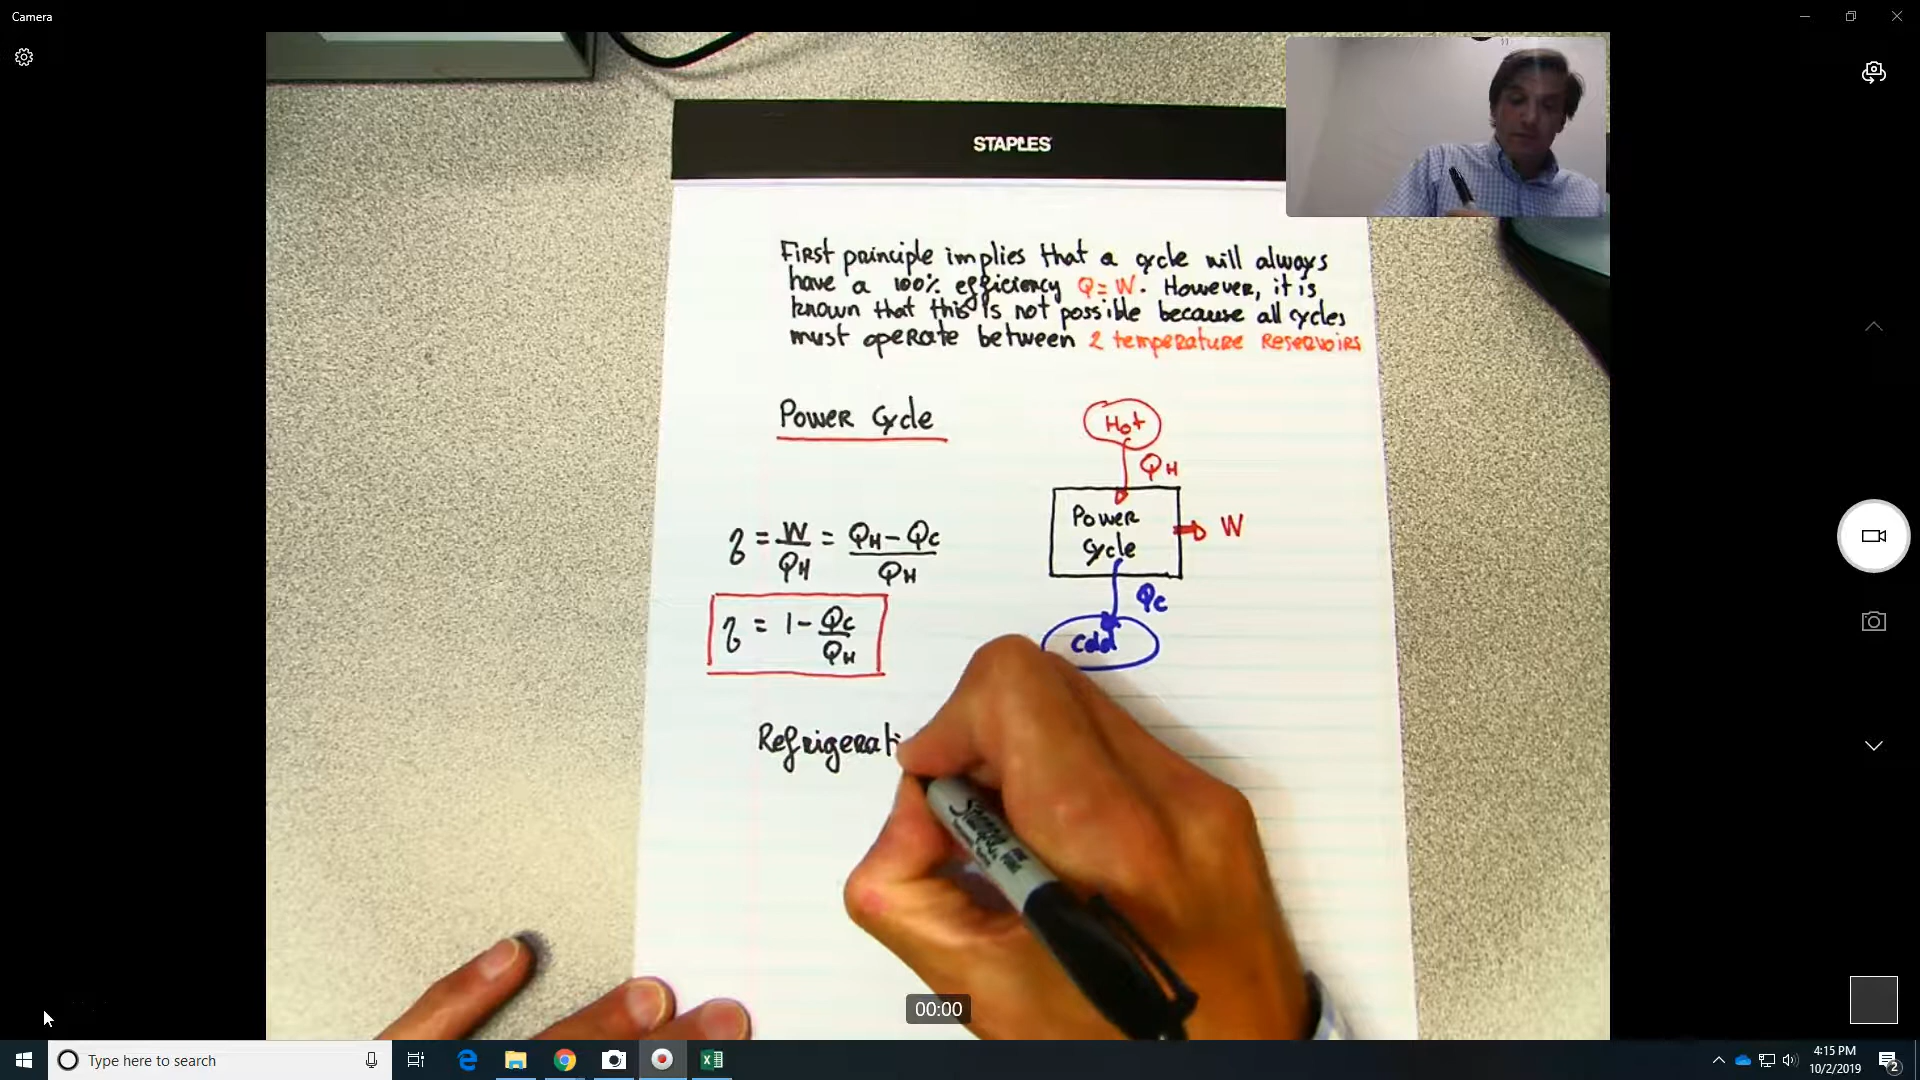 Camera
STAPLES
First principle implies that a cycle will always
have a 100% efficiency Q = W. However, it is
known that this is not possible because all cycles
must operate between 2 temperature reservoirs
Power Cycle
Hot
QH
Power
Cycle
W
η = W/QH = QH - QC/QH
QC
Cold
η = 1 - QC/QH
Refrigerati
Sharpie
00:00
Type here to search
4:15 PM
10/2/2019
2